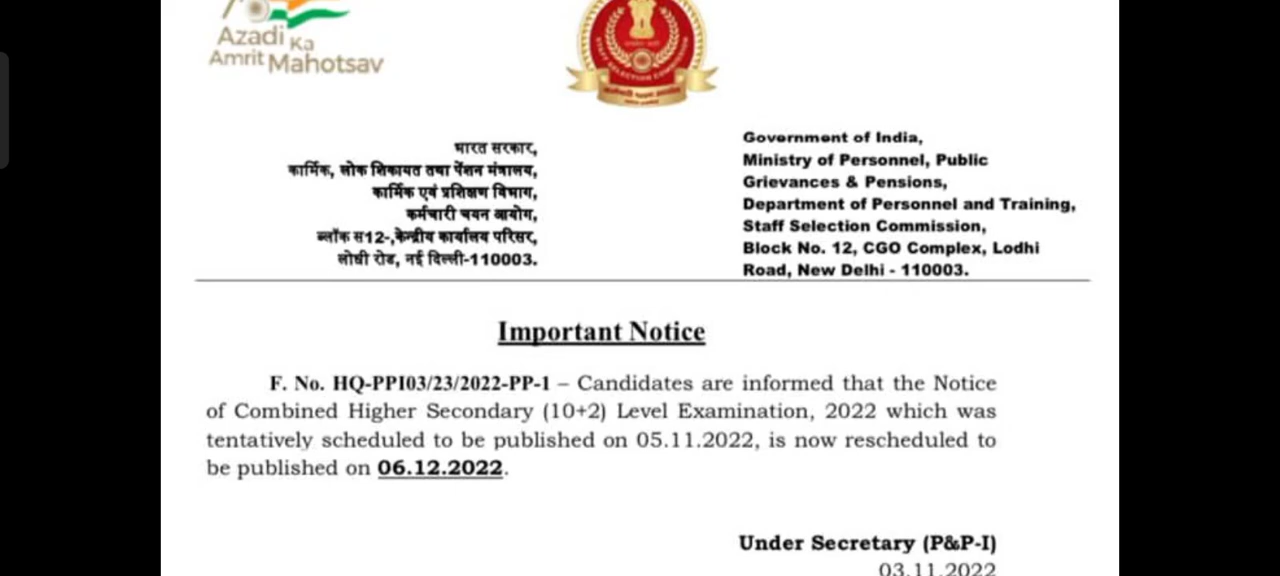 Azadi Ka
Amrit Mahotsav
STAFF SELECTION COMMISSION
भारत सरकार,
कार्मिक, लोक शिकायत तथा पेंशन मंत्रालय,
कार्मिक एवं प्रशिक्षण विभाग,
कर्मचारी चयन आयोग,
ब्लॉक स12-,केन्द्रीय कार्यालय परिसर,
लोधी रोड, नई दिल्ली-110003.
Government of India,
Ministry of Personnel, Public
Grievances & Pensions,
Department of Personnel and Training,
Staff Selection Commission,
Block No. 12, CGO Complex, Lodhi
Road, New Delhi - 110003.
Important Notice
F. No. HQ-PPI03/23/2022-PP-1 – Candidates are informed that the Notice
of Combined Higher Secondary (10+2) Level Examination, 2022 which was
tentatively scheduled to be published on 05.11.2022, is now rescheduled to
be published on 06.12.2022.
Under Secretary (P&P-I)
03.11.2022